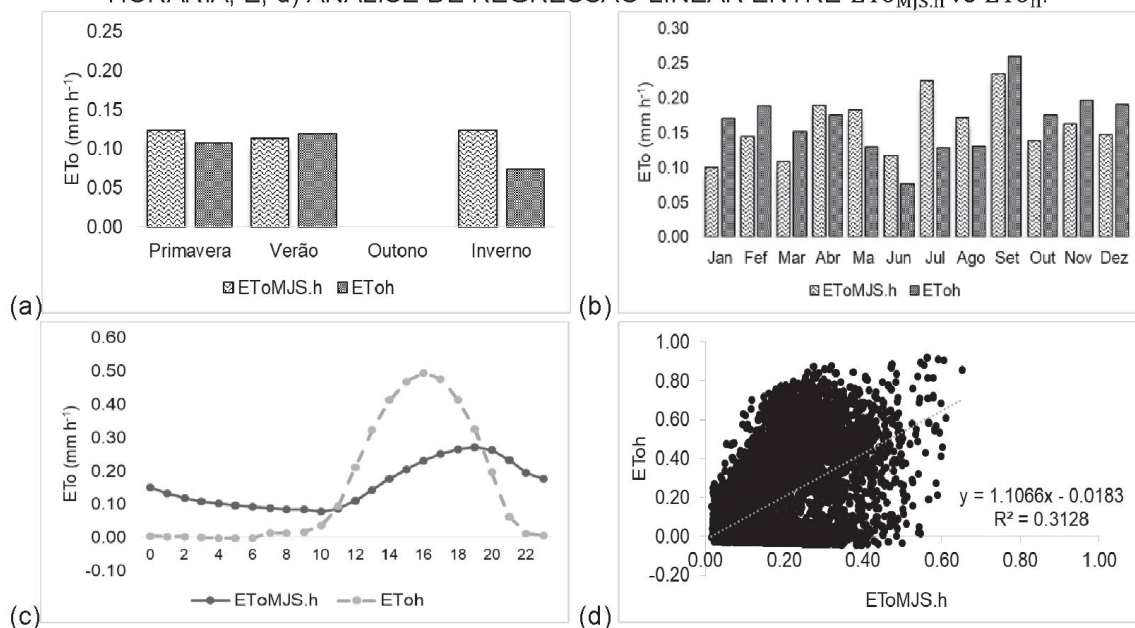 HORÁRIA; E, d) ANÁLISE DE REGRESSÃO LINEAR ENTRE ETo_MJS.h vs ETo_h.
0.25
0.20
0.15
0.10
0.05
0.00
ETo (mm h⁻¹)
Primavera Verão Outono Inverno
EToMJS.h EToh
(a)
0.30
0.25
0.20
0.15
0.10
0.05
0.00
ETo (mm h⁻¹)
Jan Fef Mar Abr Ma Jun Jul Ago Set Out Nov Dez
EToMJS.h EToh
(b)
0.60
0.50
0.40
0.30
0.20
0.10
0.00
-0.10
ETo (mm h⁻¹)
0 2 4 6 8 10 12 14 16 18 20 22
EToMJS.h EToh
(c)
1.00
0.80
0.60
0.40
0.20
0.00
-0.20
EToh
y = 1.1066x - 0.0183
R² = 0.3128
0.00 0.20 0.40 0.60 0.80 1.00
EToMJS.h
(d)